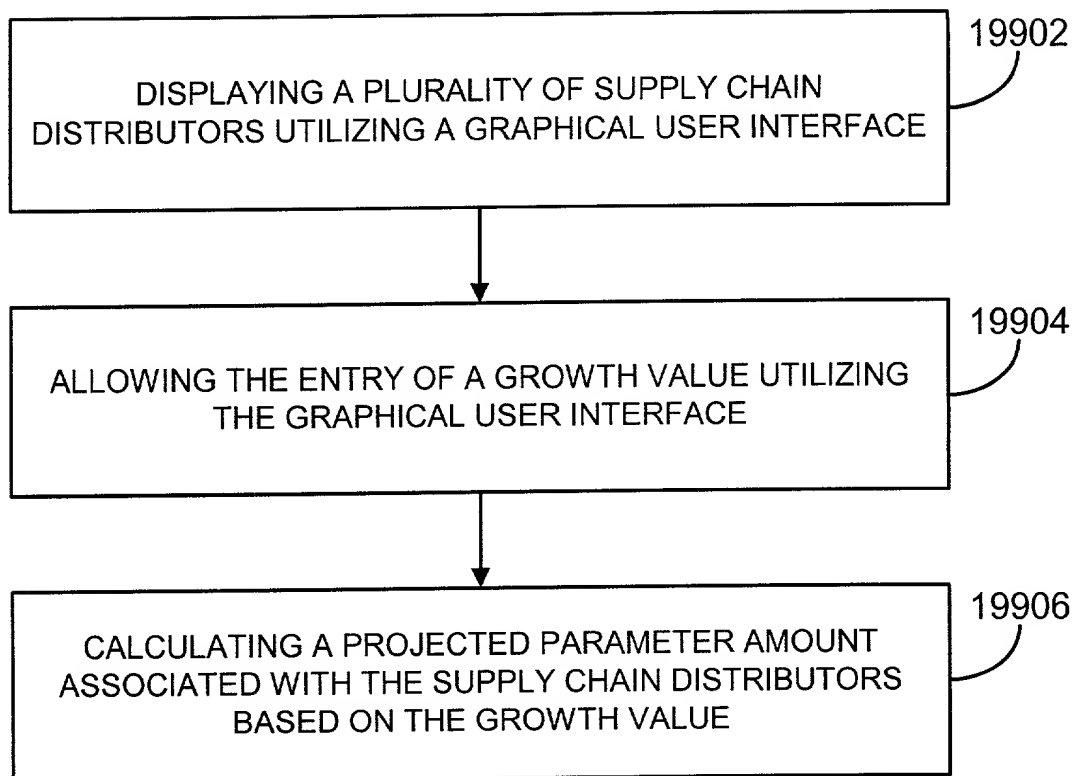 19902
DISPLAYING A PLURALITY OF SUPPLY CHAIN
DISTRIBUTORS UTILIZING A GRAPHICAL USER INTERFACE
19904
ALLOWING THE ENTRY OF A GROWTH VALUE UTILIZING
THE GRAPHICAL USER INTERFACE
19906
CALCULATING A PROJECTED PARAMETER AMOUNT
ASSOCIATED WITH THE SUPPLY CHAIN DISTRIBUTORS
BASED ON THE GROWTH VALUE